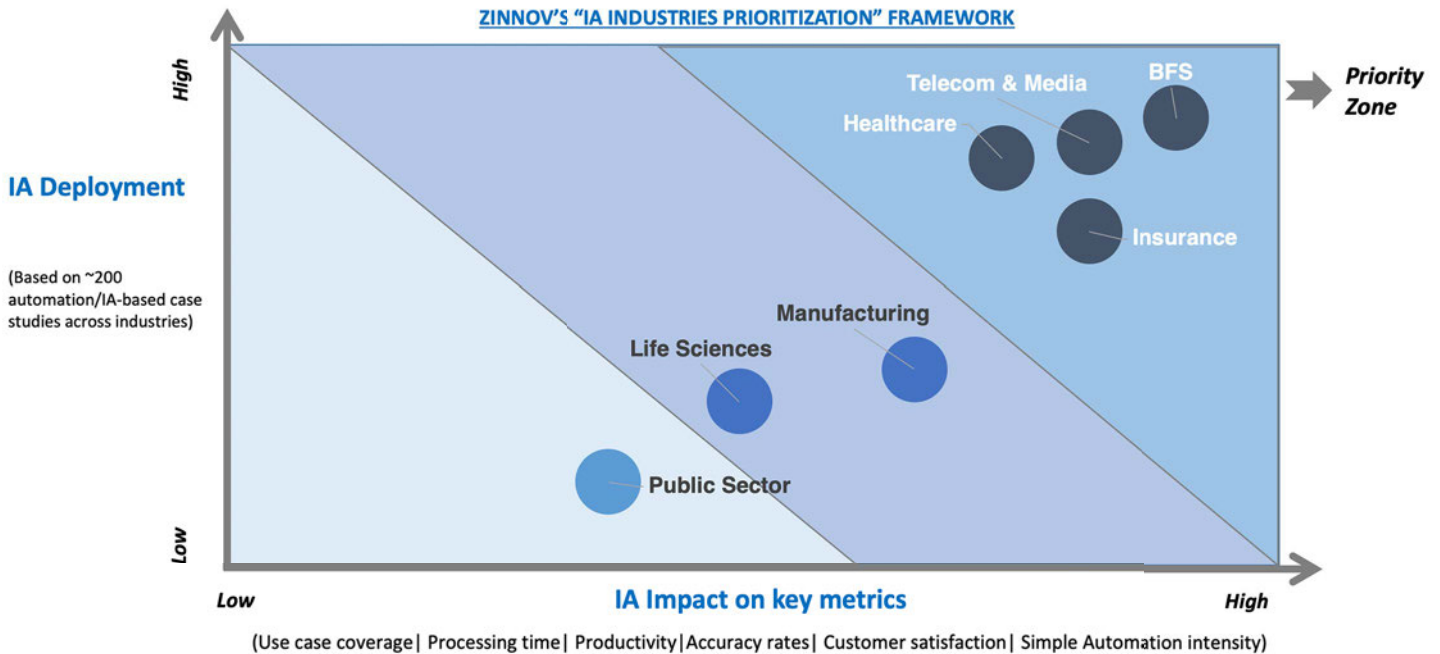 ZINNOV'S “IA INDUSTRIES PRIORITIZATION” FRAMEWORK
High
BFS
Telecom & Media
Healthcare
Priority
Zone
IA Deployment
Insurance
(Based on ~200
automation/IA-based case
studies across industries)
Manufacturing
Life Sciences
Public Sector
Low
Low
IA Impact on key metrics
High
(Use case coverage| Processing time| Productivity|Accuracy rates| Customer satisfaction| Simple Automation intensity)